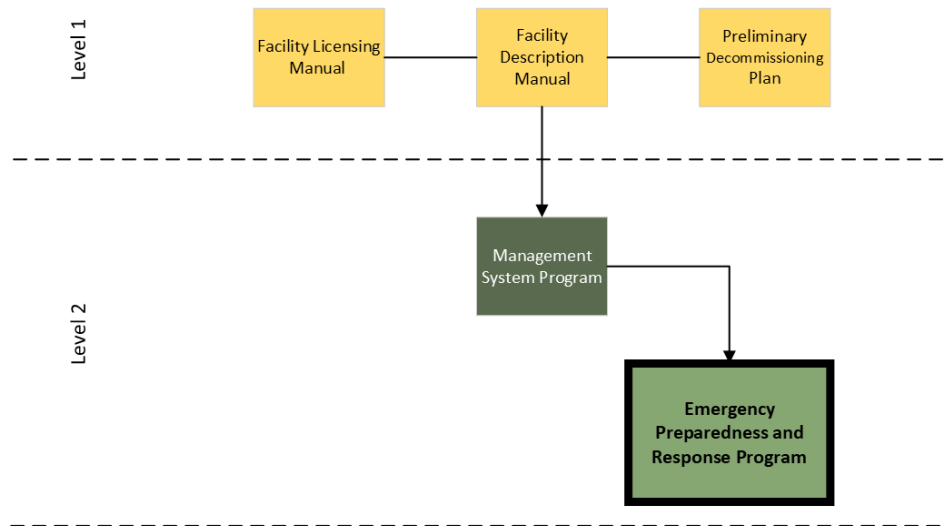 Level 1
Facility Licensing
Manual
Facility
Description
Manual
Preliminary
Decommissioning
Plan
Level 2
Management
System Program
Emergency
Preparedness and
Response Program